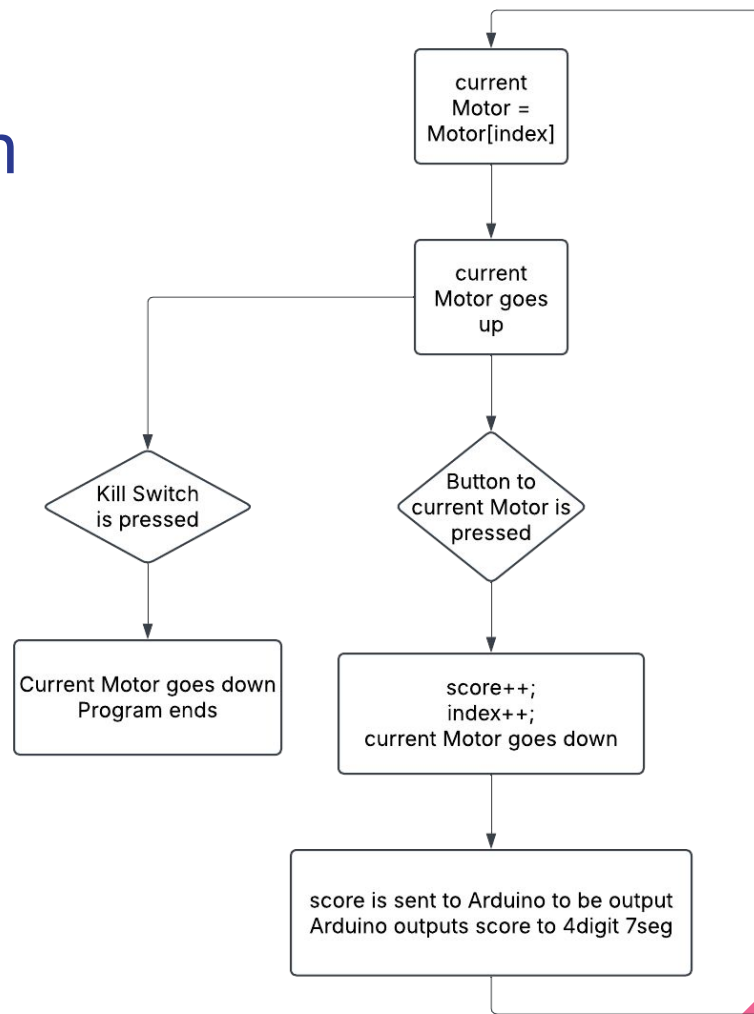 current
Motor =
Motor[index]
current
Motor goes
up
Kill Switch
is pressed
Button to
current Motor is
pressed
Current Motor goes down
Program ends
score++;
index++;
current Motor goes down
score is sent to Arduino to be output
Arduino outputs score to 4digit 7seg